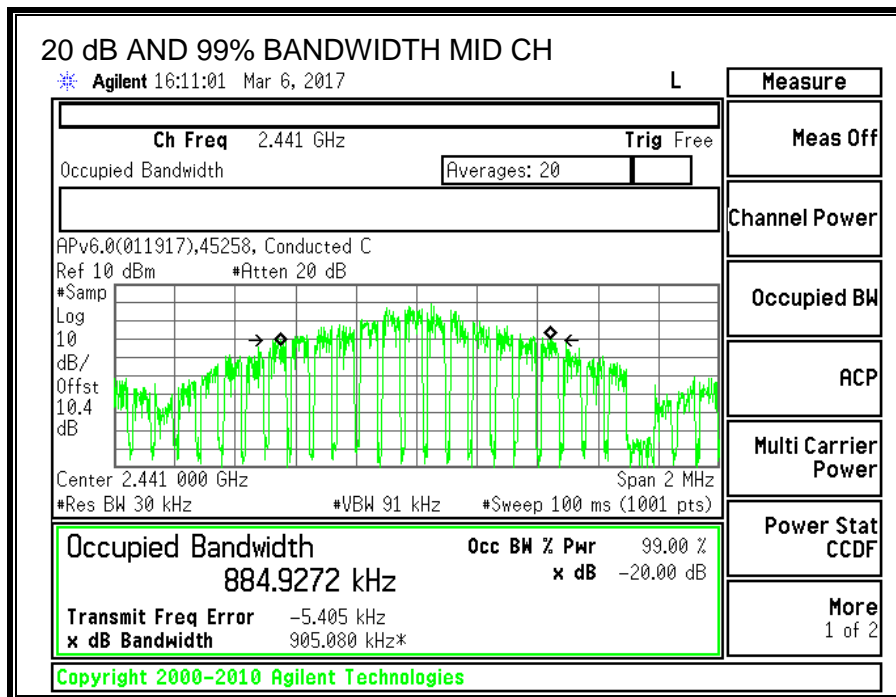 20 dB AND 99% BANDWIDTH MID CH
Agilent 16:11:01 Mar 6, 2017 L
Measure
Ch Freq 2.441 GHz Trig Free
Meas Off
Occupied Bandwidth Averages: 20
Channel Power
APv6.0(011917),45258, Conducted C
Ref 10 dBm #Atten 20 dB
Occupied BW
#Samp
Log
10
dB/
Offst
10.4
dB
ACP
Multi Carrier
Power
Center 2.441 000 GHz Span 2 MHz
#Res BW 30 kHz #VBW 91 kHz #Sweep 100 ms (1001 pts)
Power Stat
CCDF
Occupied Bandwidth Occ BW % Pwr 99.00 %
884.9272 kHz x dB -20.00 dB
Transmit Freq Error -5.405 kHz
x dB Bandwidth 905.080 kHz*
More
1 of 2
Copyright 2000-2010 Agilent Technologies